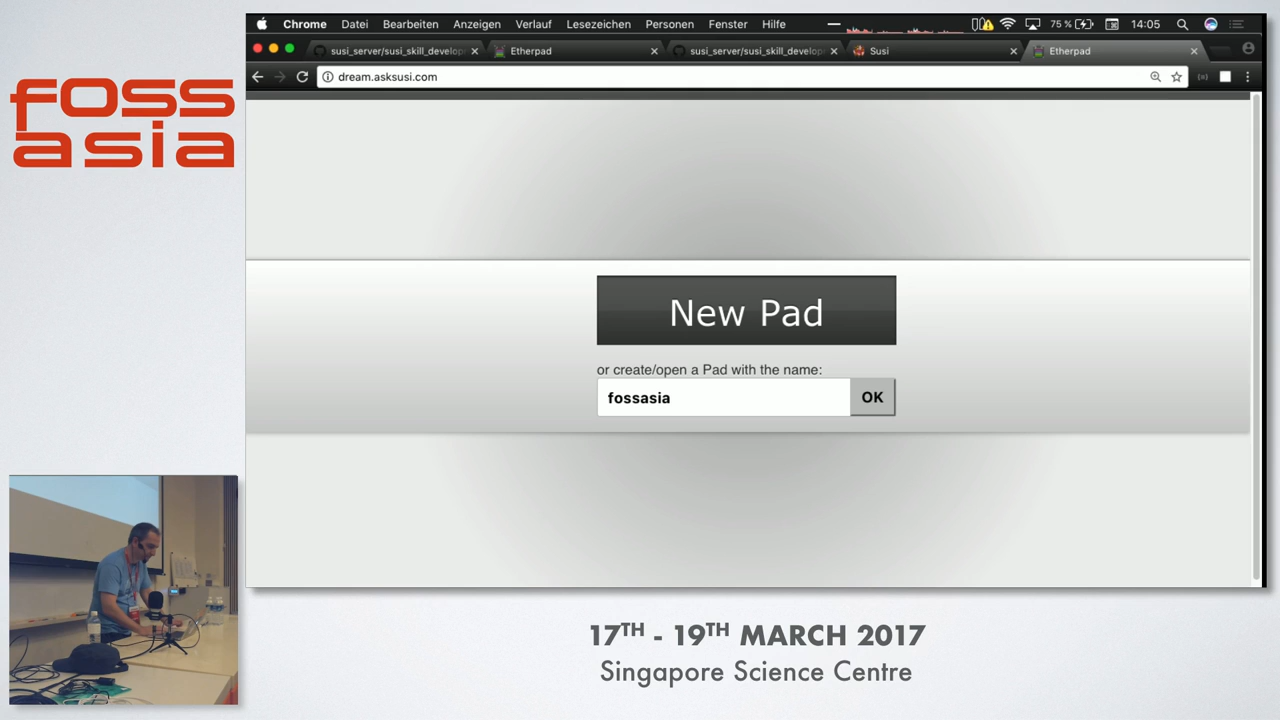 foss
asia
Chrome Datei Bearbeiten Anzeigen Verlauf Lesezeichen Personen Fenster Hilfe 75 % 14:05
susi_server/susi_skill_develop Etherpad susi_server/susi_skill_develop Susi Etherpad
dream.asksusi.com
New Pad
or create/open a Pad with the name:
fossasia OK
17TH - 19TH MARCH 2017
Singapore Science Centre